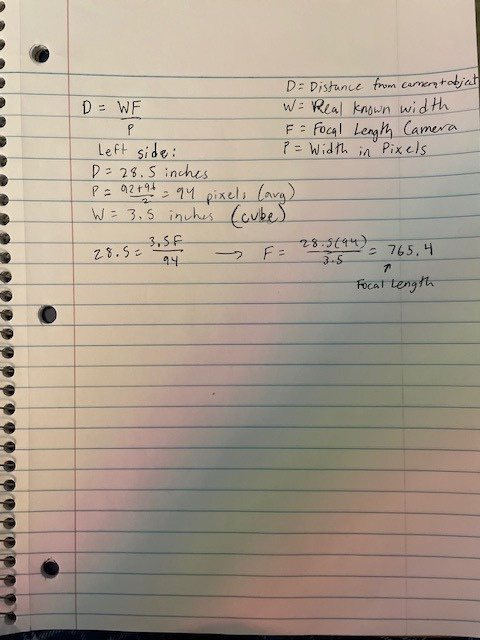 D = Distance from camera + object
D = WF/P
W = Real known width
F = Focal Length Camera
P = Width in Pixels
Left side:
D = 28.5 inches
P = 92+96/2 = 94 pixels (avg)
W = 3.5 inches (cube)
28.5 = 3.5F/94 → F = 28.5(94)/3.5 = 765.4
↑
Focal Length